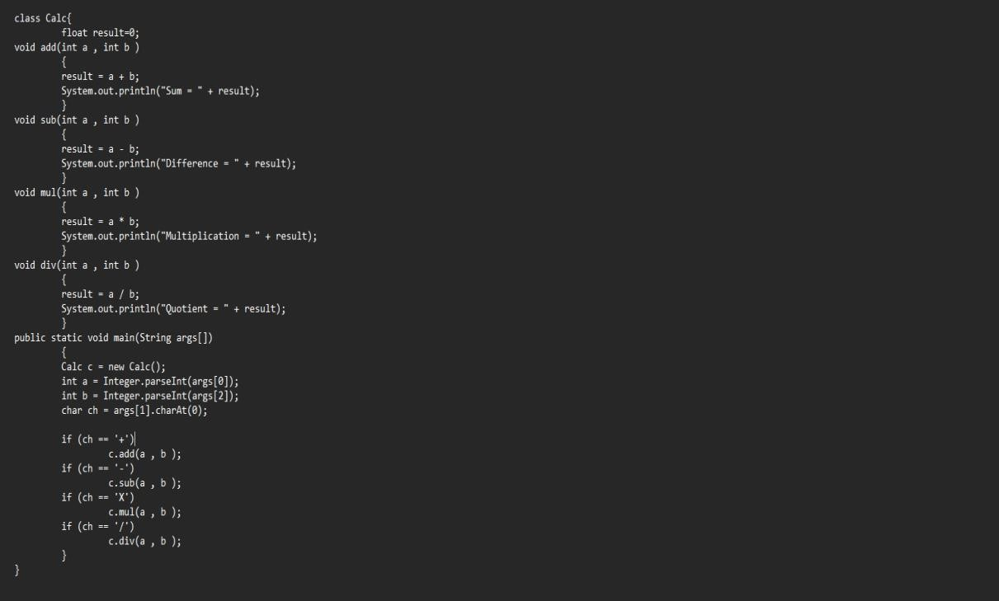 class Calc{
        float result=0;
void add(int a , int b )
        {
        result = a + b;
        System.out.println("Sum = " + result);
        }
void sub(int a , int b )
        {
        result = a - b;
        System.out.println("Difference = " + result);
        }
void mul(int a , int b )
        {
        result = a * b;
        System.out.println("Multiplication = " + result);
        }
void div(int a , int b )
        {
        result = a / b;
        System.out.println("Quotient = " + result);
        }
public static void main(String args[])
        {
        Calc c = new Calc();
        int a = Integer.parseInt(args[0]);
        int b = Integer.parseInt(args[2]);
        char ch = args[1].charAt(0);

        if (ch == '+')
                c.add(a , b );
        if (ch == '-')
                c.sub(a , b );
        if (ch == 'X')
                c.mul(a , b );
        if (ch == '/')
                c.div(a , b );
        }
}